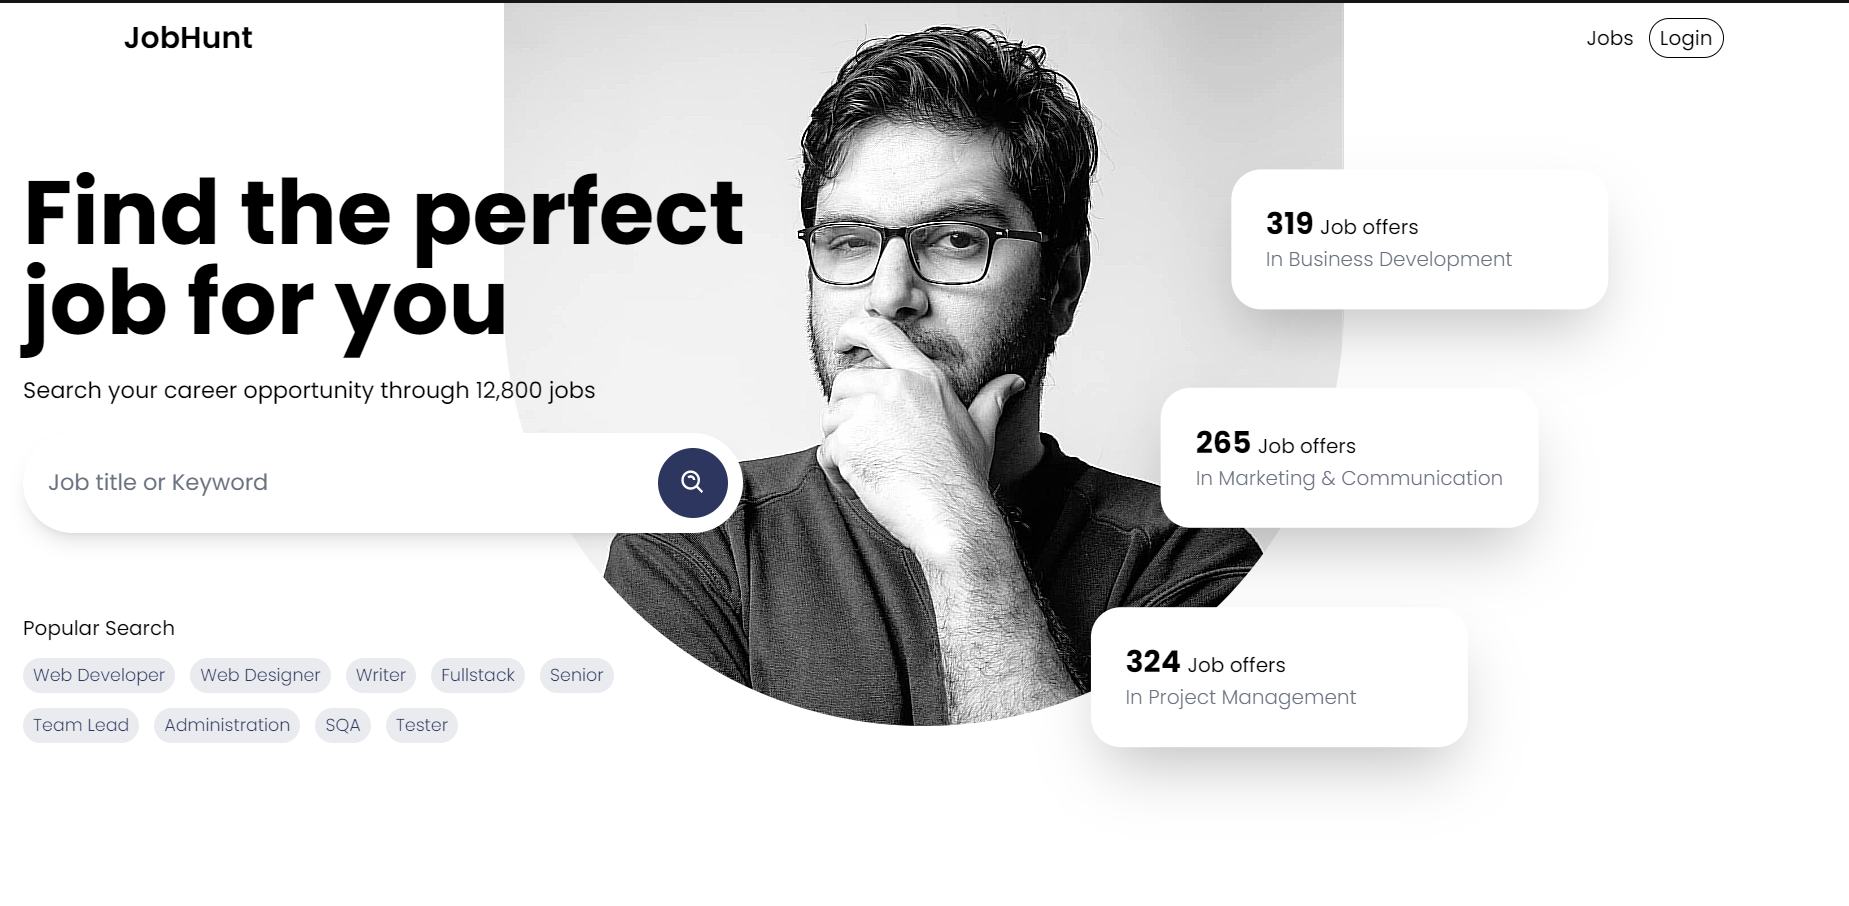 JobHunt
Jobs
Login
Find the perfect
job for you
Search your career opportunity through 12,800 jobs
Job title or Keyword
Popular Search
Web Developer Web Designer Writer Fullstack Senior
Team Lead Administration SQA Tester
319 Job offers
In Business Development
265 Job offers
In Marketing & Communication
324 Job offers
In Project Management